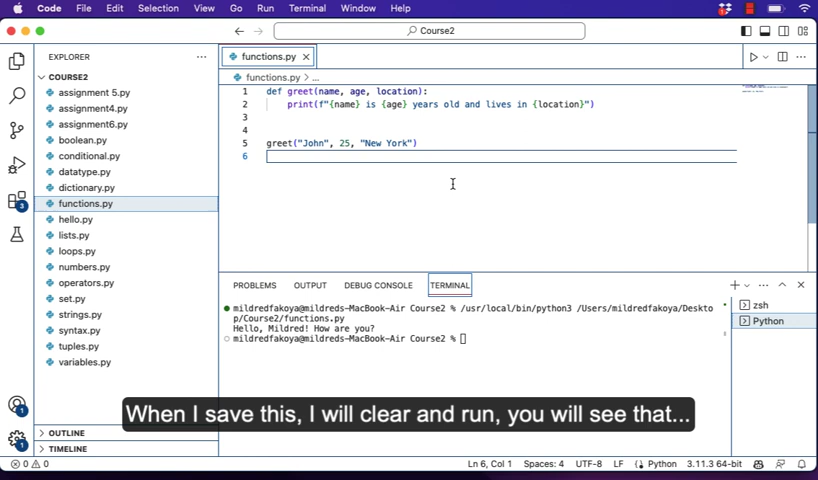 Code File Edit Selection View Go Run Terminal Window Help
Course2
EXPLORER
functions.py
COURSE2
functions.py > ...
assignment 5.py
assignment4.py
assignment6.py
boolean.py
conditional.py
datatype.py
dictionary.py
functions.py
hello.py
lists.py
loops.py
numbers.py
operators.py
set.py
strings.py
syntax.py
tuples.py
variables.py
3
1
1
OUTLINE
TIMELINE
1 def greet(name, age, location):
2 print(f"{name} is {age} years old and lives in {location}")
3
4
5 greet("John", 25, "New York")
6
PROBLEMS OUTPUT DEBUG CONSOLE TERMINAL
mildredfakoya@mildreds-MacBook-Air Course2 % /usr/local/bin/python3 /Users/mildredfakoya/Deskto
p/Course2/functions.py
Hello, Mildred! How are you?
mildredfakoya@mildreds-MacBook-Air Course2 %
zsh
Python
When I save this, I will clear and run, you will see that...
0 0 Ln 6, Col 1 Spaces: 4 UTF-8 LF Python 3.11.3 64-bit